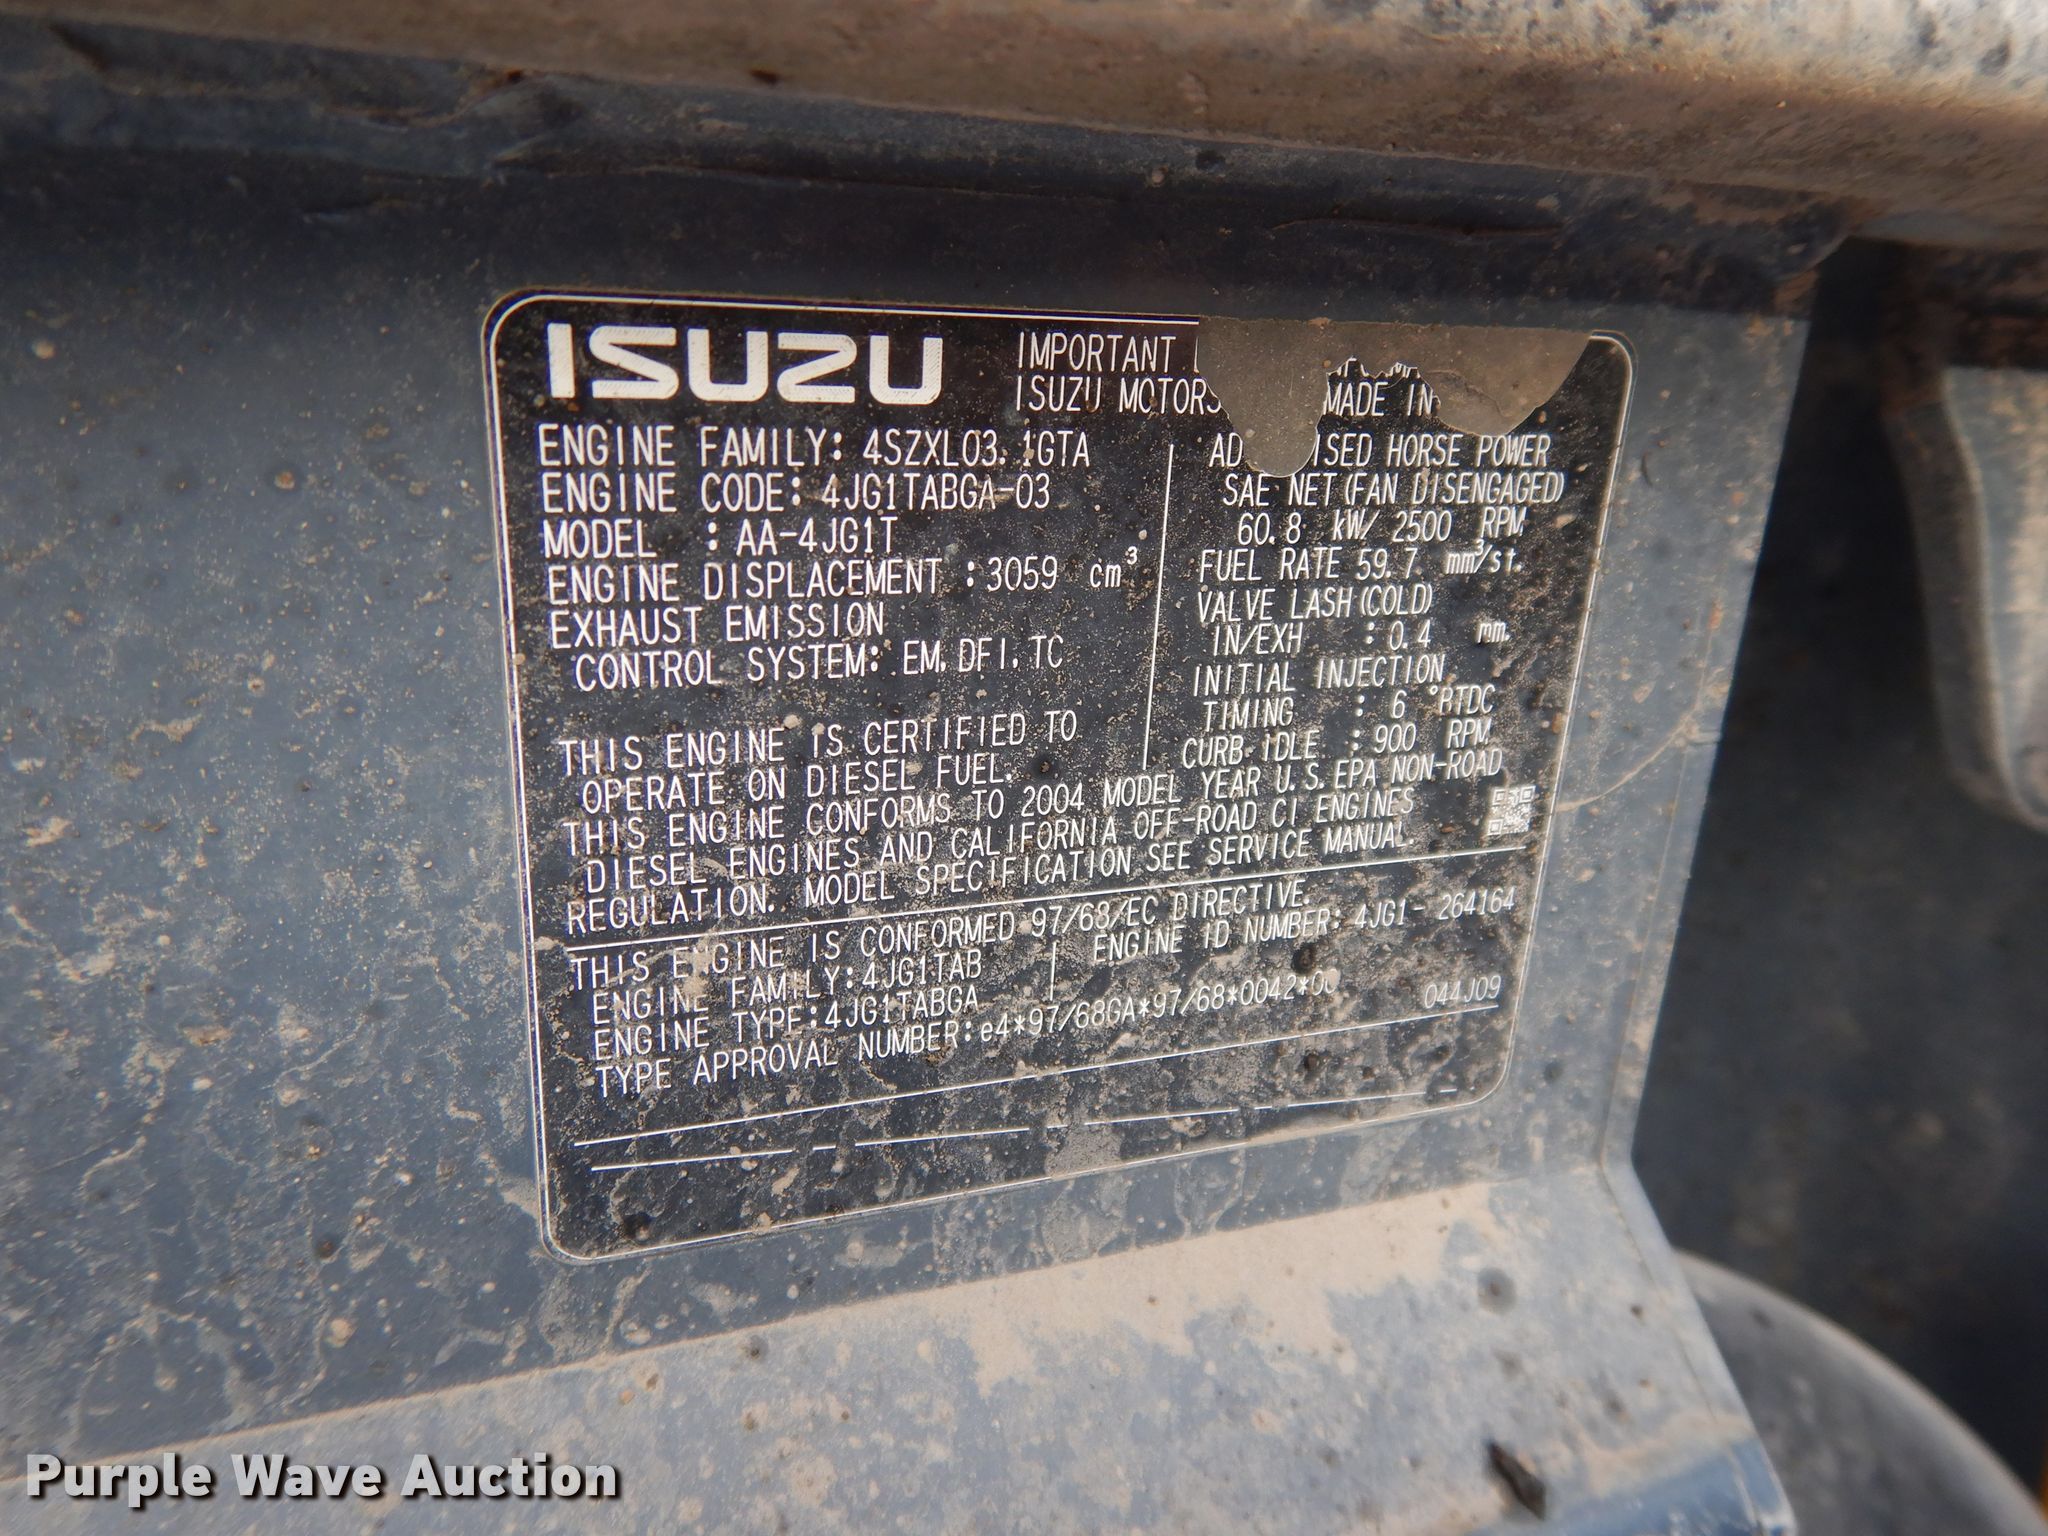 ISUZU
IMPORTANT
ISUZU MOTORS MADE IN
ENGINE FAMILY: 4SZXL03.1GTA
ENGINE CODE: 4JG1TABGA-03
MODEL : AA-4JG1T
ENGINE DISPLACEMENT :3059 cm³
EXHAUST EMISSION
CONTROL SYSTEM: EM, DFI, TC
HORSE POWER
SAE NET (FAN DISENGAGED)
60.8 kW/ 2500 RPM
FUEL RATE 59.7 mm³/st.
VALVE LASH (COLD)
IN/EXH : 0.4 mm.
INITIAL INJECTION
TIMING : 6 °BTDC
CURB. IDLE : 900 RPM
THIS ENGINE IS CERTIFIED TO
OPERATE ON DIESEL FUEL.
THIS ENGINE CONFORMS TO 2004 MODEL YEAR U.S. EPA NON-ROAD
DIESEL ENGINES AND CALIFORNIA OFF-ROAD CI ENGINES
REGULATION. MODEL SPECIFICATION SEE SERVICE MANUAL.
THIS ENGINE IS CONFORMED 97/68/EC DIRECTIVE.
ENGINE FAMILY:4JG1TAB
ENGINE TYPE:4JG1TABGA
ENGINE ID NUMBER: 4JG1- 264164
TYPE APPROVAL NUMBER:e4*97/68GA*97/68*0042*00
044J09
Purple Wave Auction